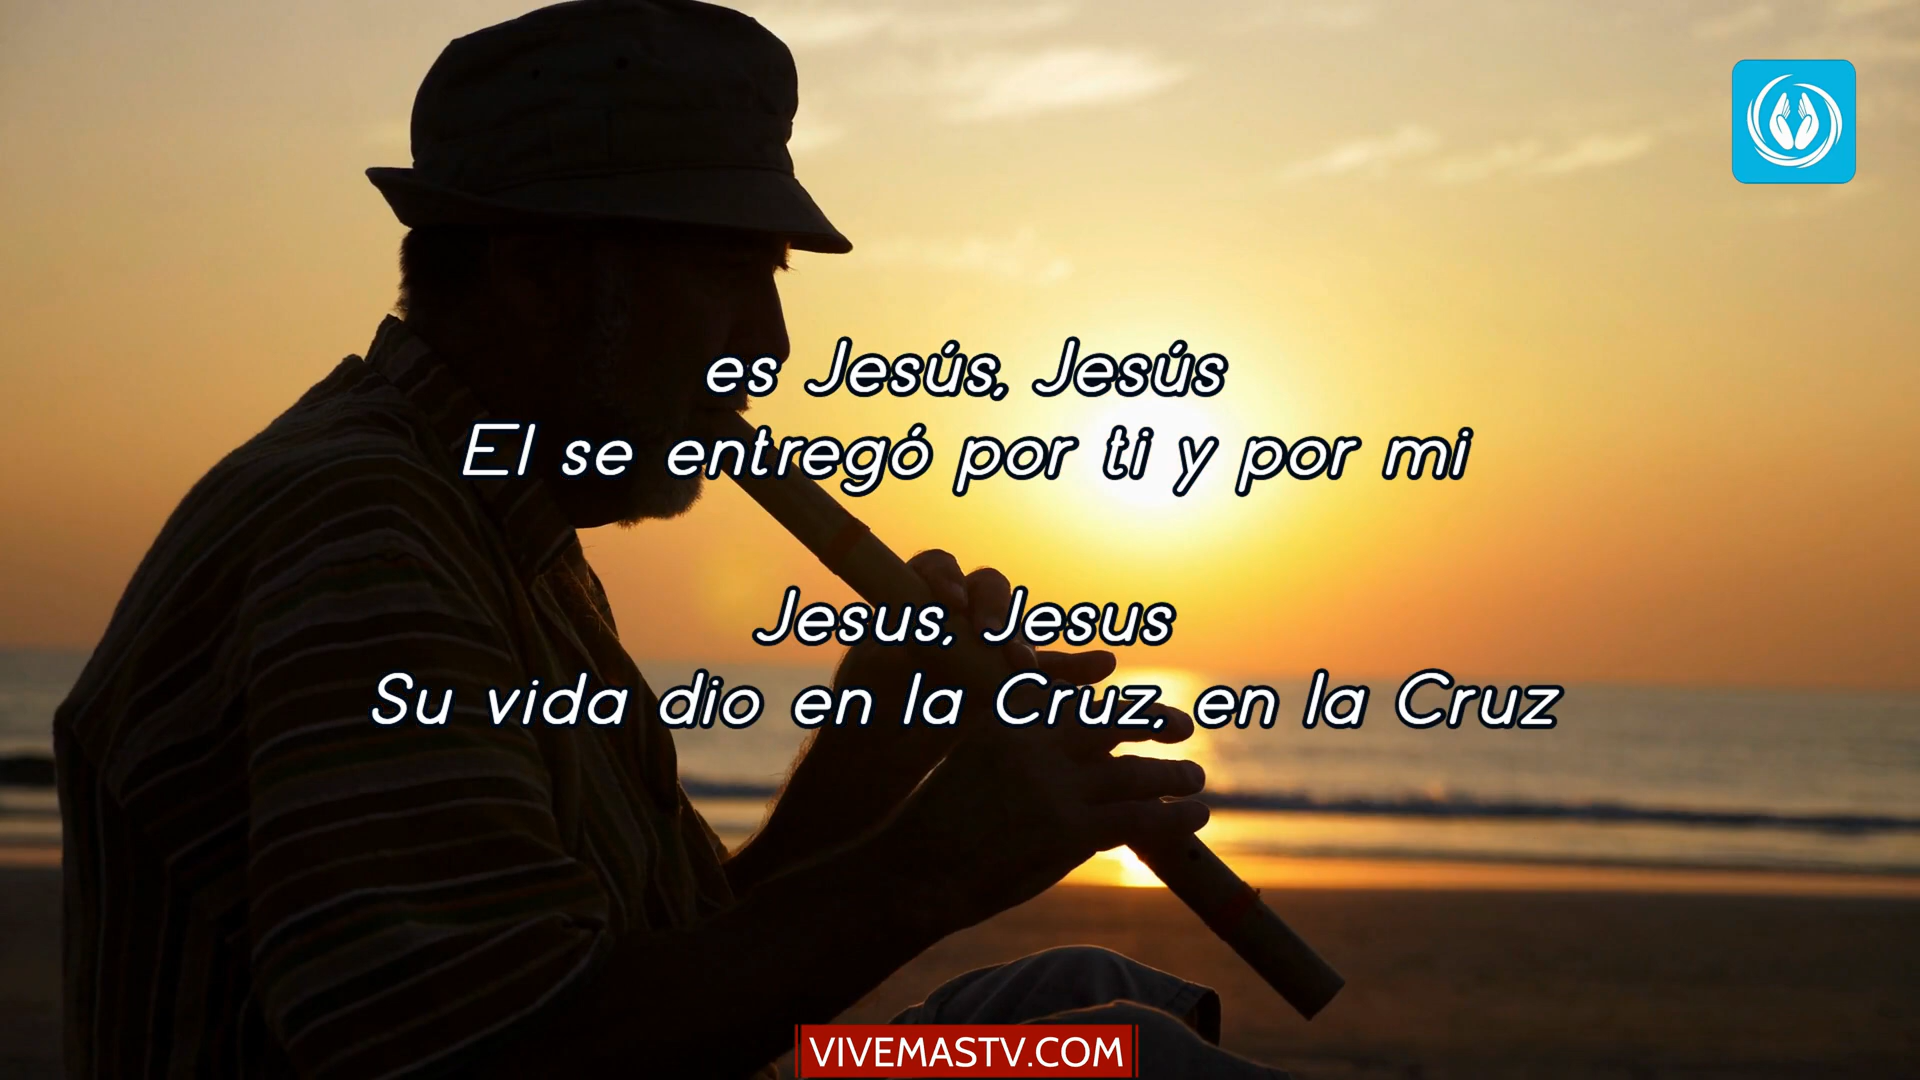 es Jesús, Jesús
El se entregó por ti y por mi
Jesus, Jesus
Su vida dio en la Cruz, en la Cruz
VIVEMASTV.COM